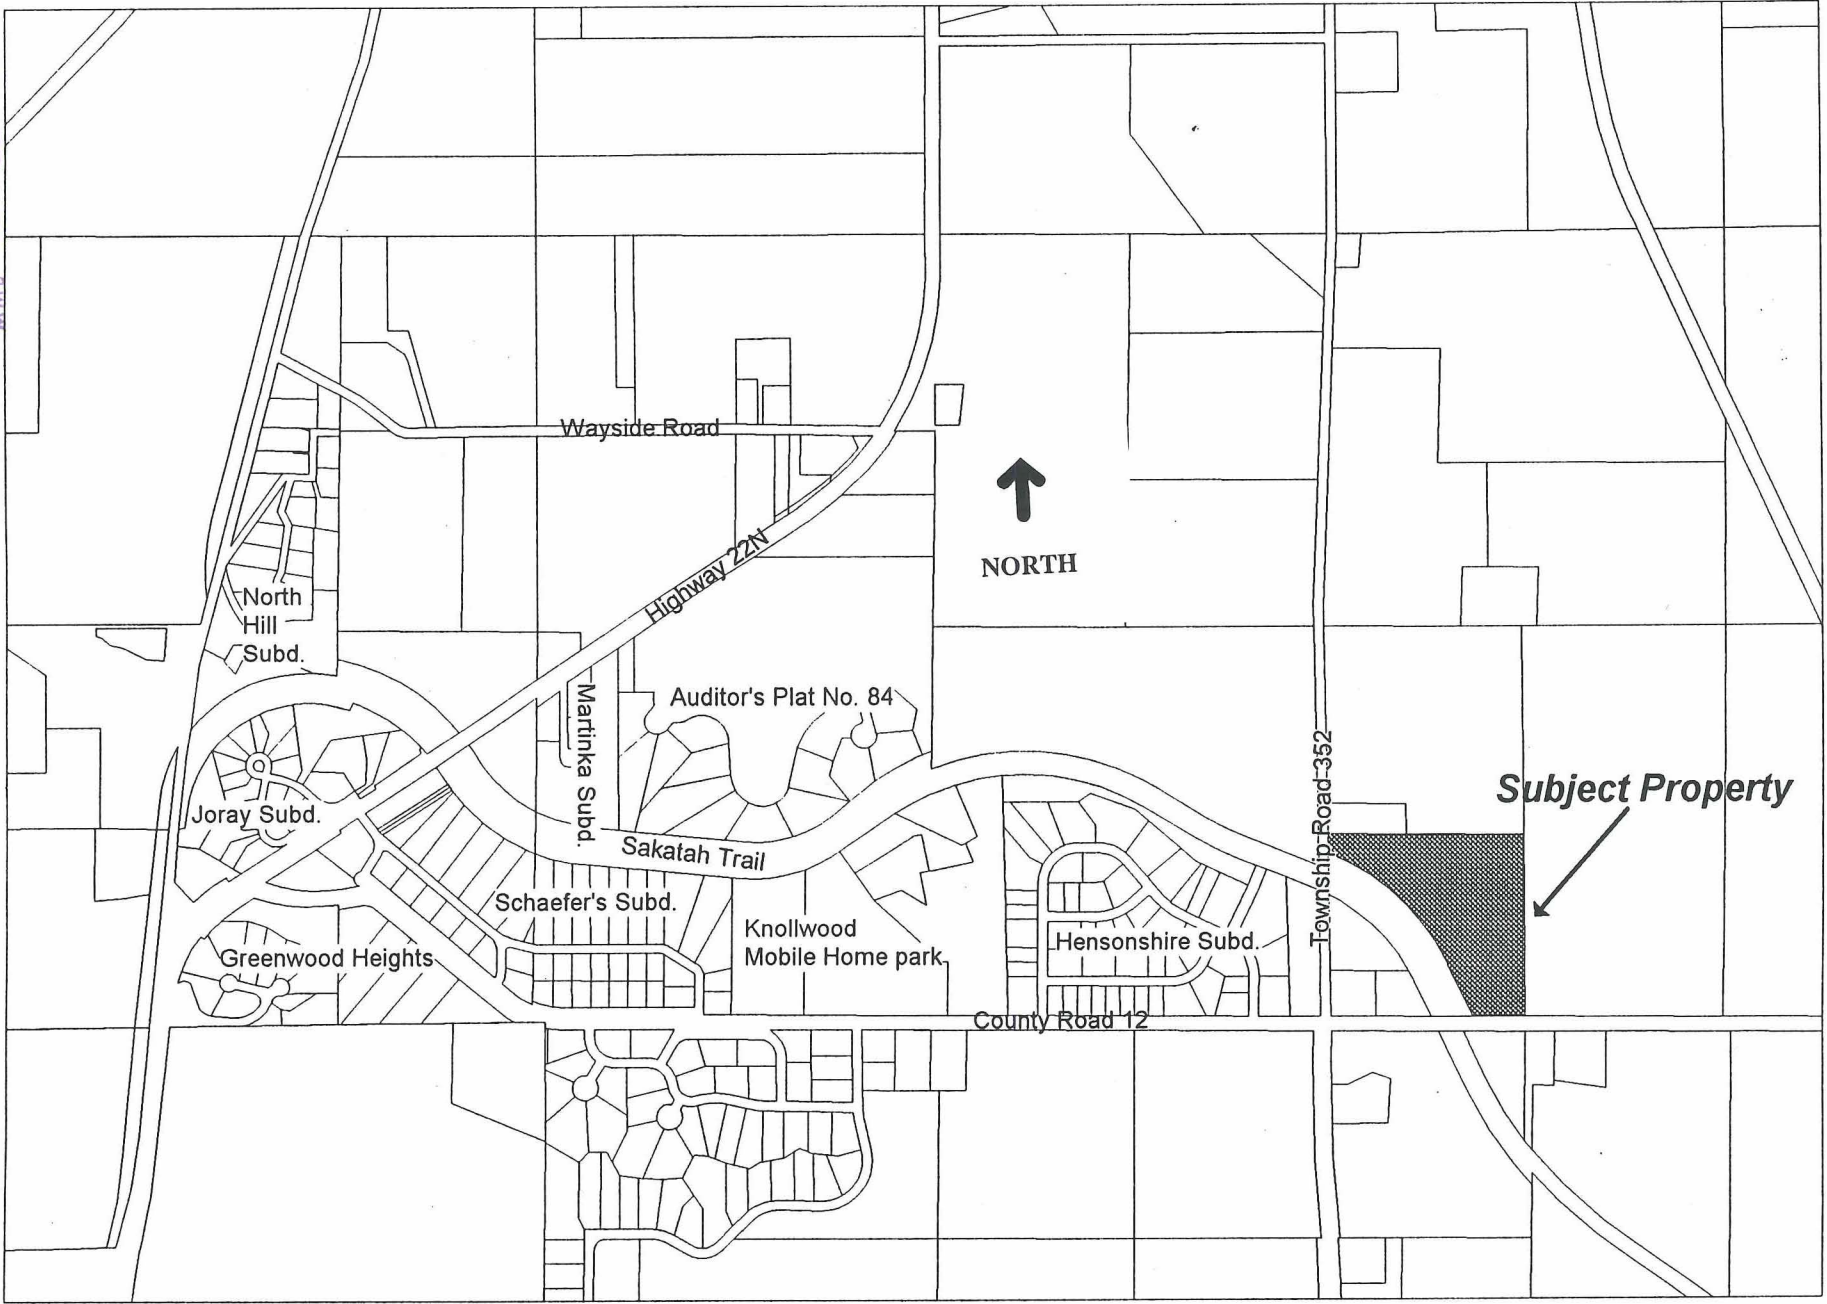 Wayside Road
Highway 22N
NORTH
North
Hill
Subd.
Martinka Subd.
Auditor's Plat No. 84
Township Road 352
Subject Property
Joray Subd.
Sakatah Trail
Schaefer's Subd.
Knollwood
Mobile Home park
Hensonshire Subd.
Greenwood Heights
County Road 12